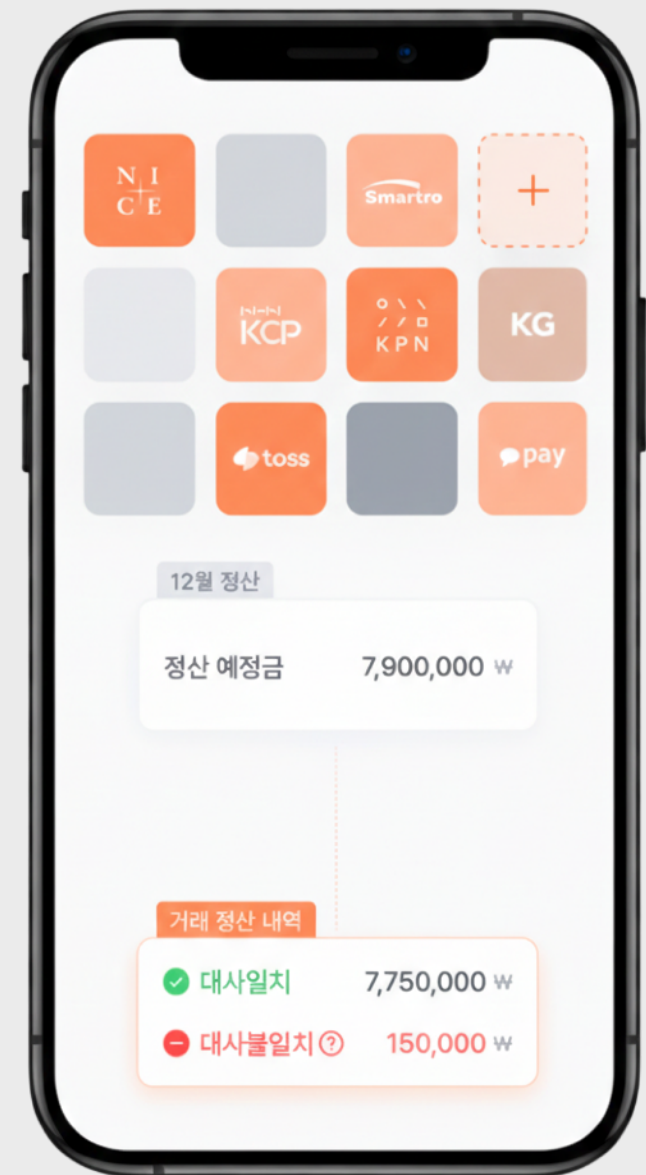 N I
C E
Smartro
+
NHN
KCP
KPN
KG
toss
pay
12월 정산
정산 예정금 7,900,000 ₩
거래 정산 내역
대사일치 7,750,000 ₩
대사불일치 ? 150,000 ₩